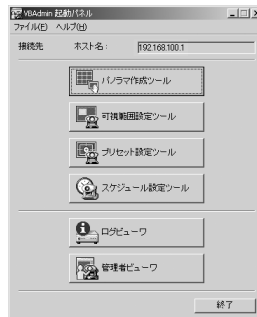 VBAdmin 起動パネル
ファイル(F) ヘルプ(H)
接続先 ホスト名： 192.168.100.1
パノラマ作成ツール
可視範囲設定ツール
プリセット設定ツール
スケジュール設定ツール
ログビューワ
管理者ビューワ
終了